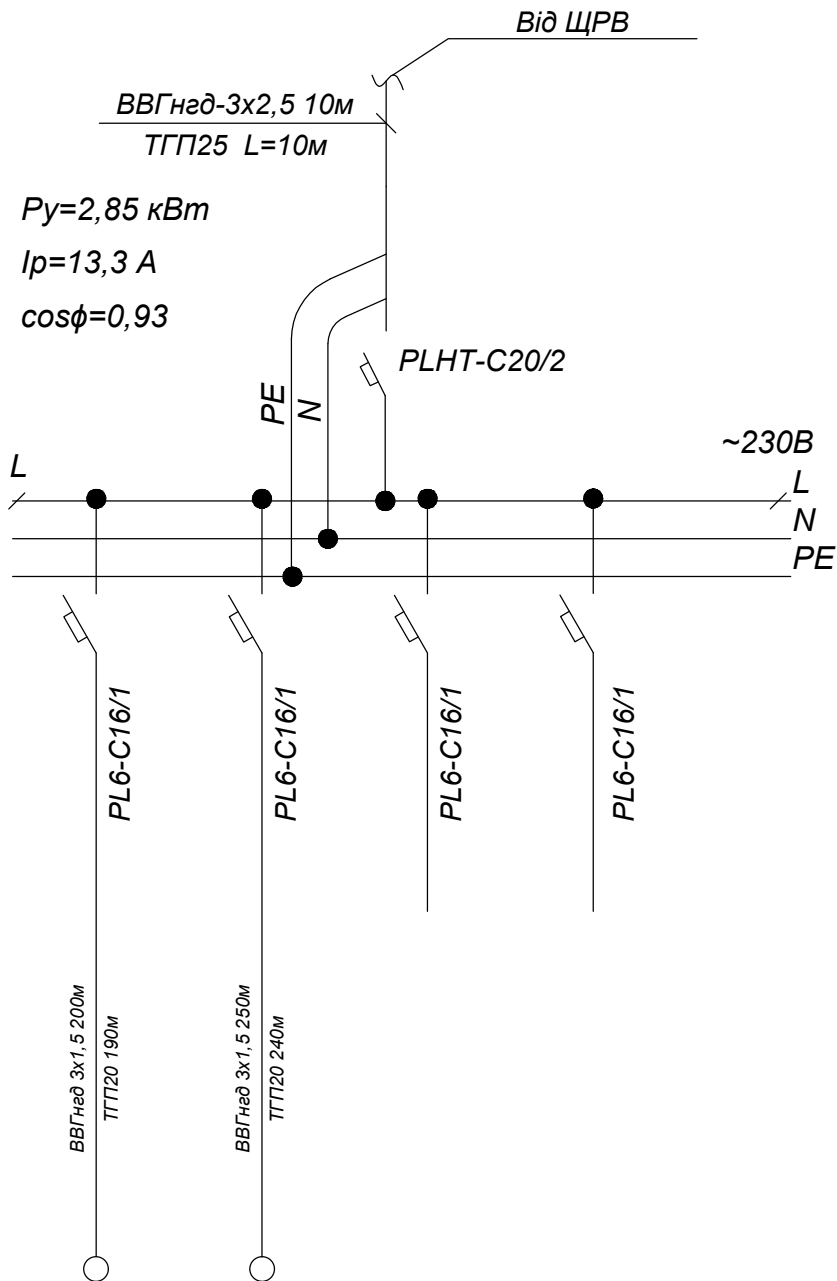 Від ЩРВ
ВВГнгд-3х2,5 10м
ТГП25 L=10м
Ру=2,85 кВт
Ір=13,3 А
cosϕ=0,93
PLHT-C20/2
PE
N
~230В
L
L
N
PE
PL6-C16/1
PL6-C16/1
PL6-C16/1
PL6-C16/1
ВВГнгд 3х1,5 200м
ТГП20 190м
ВВГнгд 3х1,5 250м
ТГП20 240м